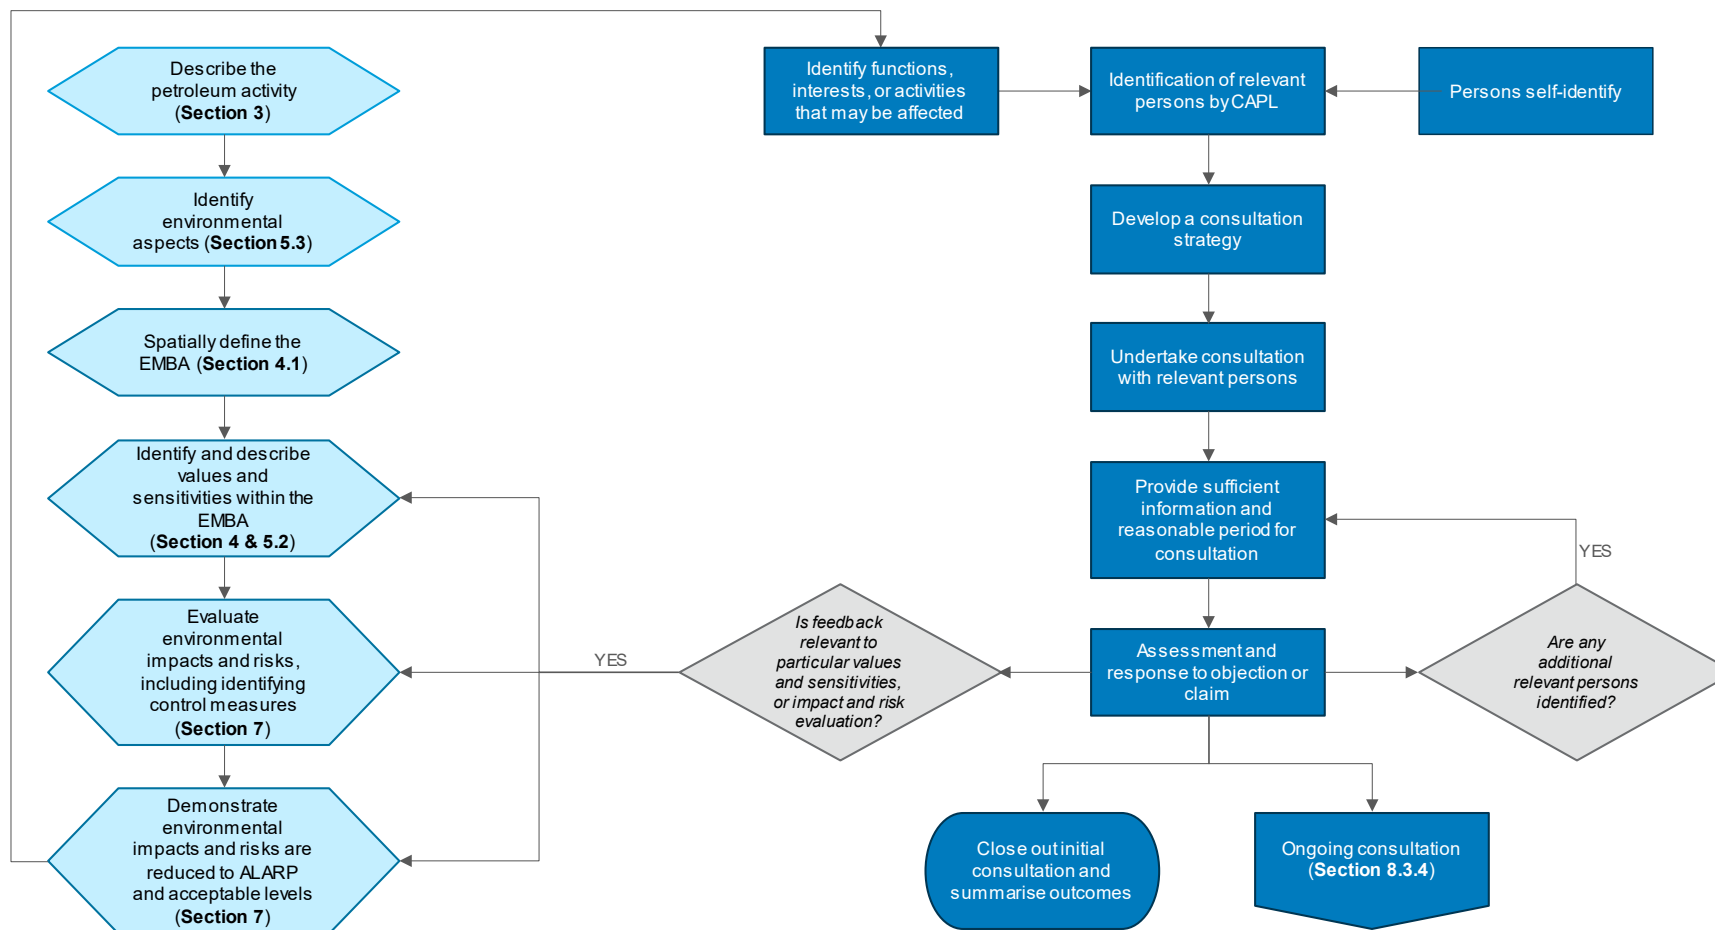 Describe the
petroleum activity
(Section 3)
Identify
environmental
aspects (Section 5.3)
Spatially define the
EMBA (Section 4.1)
Identify and describe
values and
sensitivities within the
EMBA
(Section 4 & 5.2)
Evaluate
environmental
impacts and risks,
including identifying
control measures
(Section 7)
Demonstrate
environmental
impacts and risks are
reduced to ALARP
and acceptable levels
(Section 7)
YES
Is feedback
relevant to
particular values
and sensitivities,
or impact and risk
evaluation?
Identify functions,
interests, or activities
that may be affected
Identification of relevant
persons by CAPL
Persons self-identify
Develop a consultation
strategy
Undertake consultation
with relevant persons
Provide sufficient
information and
reasonable period for
consultation
YES
Assessment and
response to objection or
claim
Are any
additional
relevant persons
identified?
Close out initial
consultation and
summarise outcomes
Ongoing consultation
(Section 8.3.4)